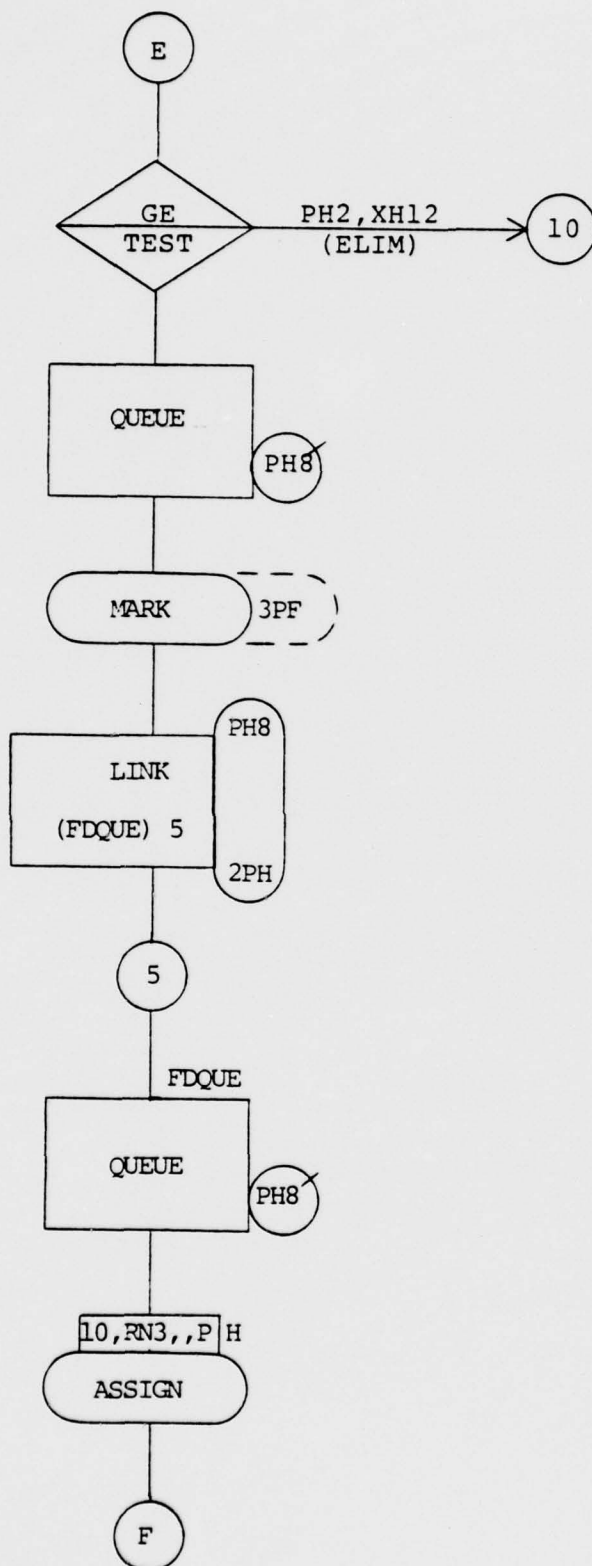 E
GE
TEST
PH2,XH12
(ELIM)
10
QUEUE
PH8
MARK
3PF
PH8
LINK
(FDQUE) 5
2PH
5
FDQUE
QUEUE
PH8
10,RN3,,P H
ASSIGN
F